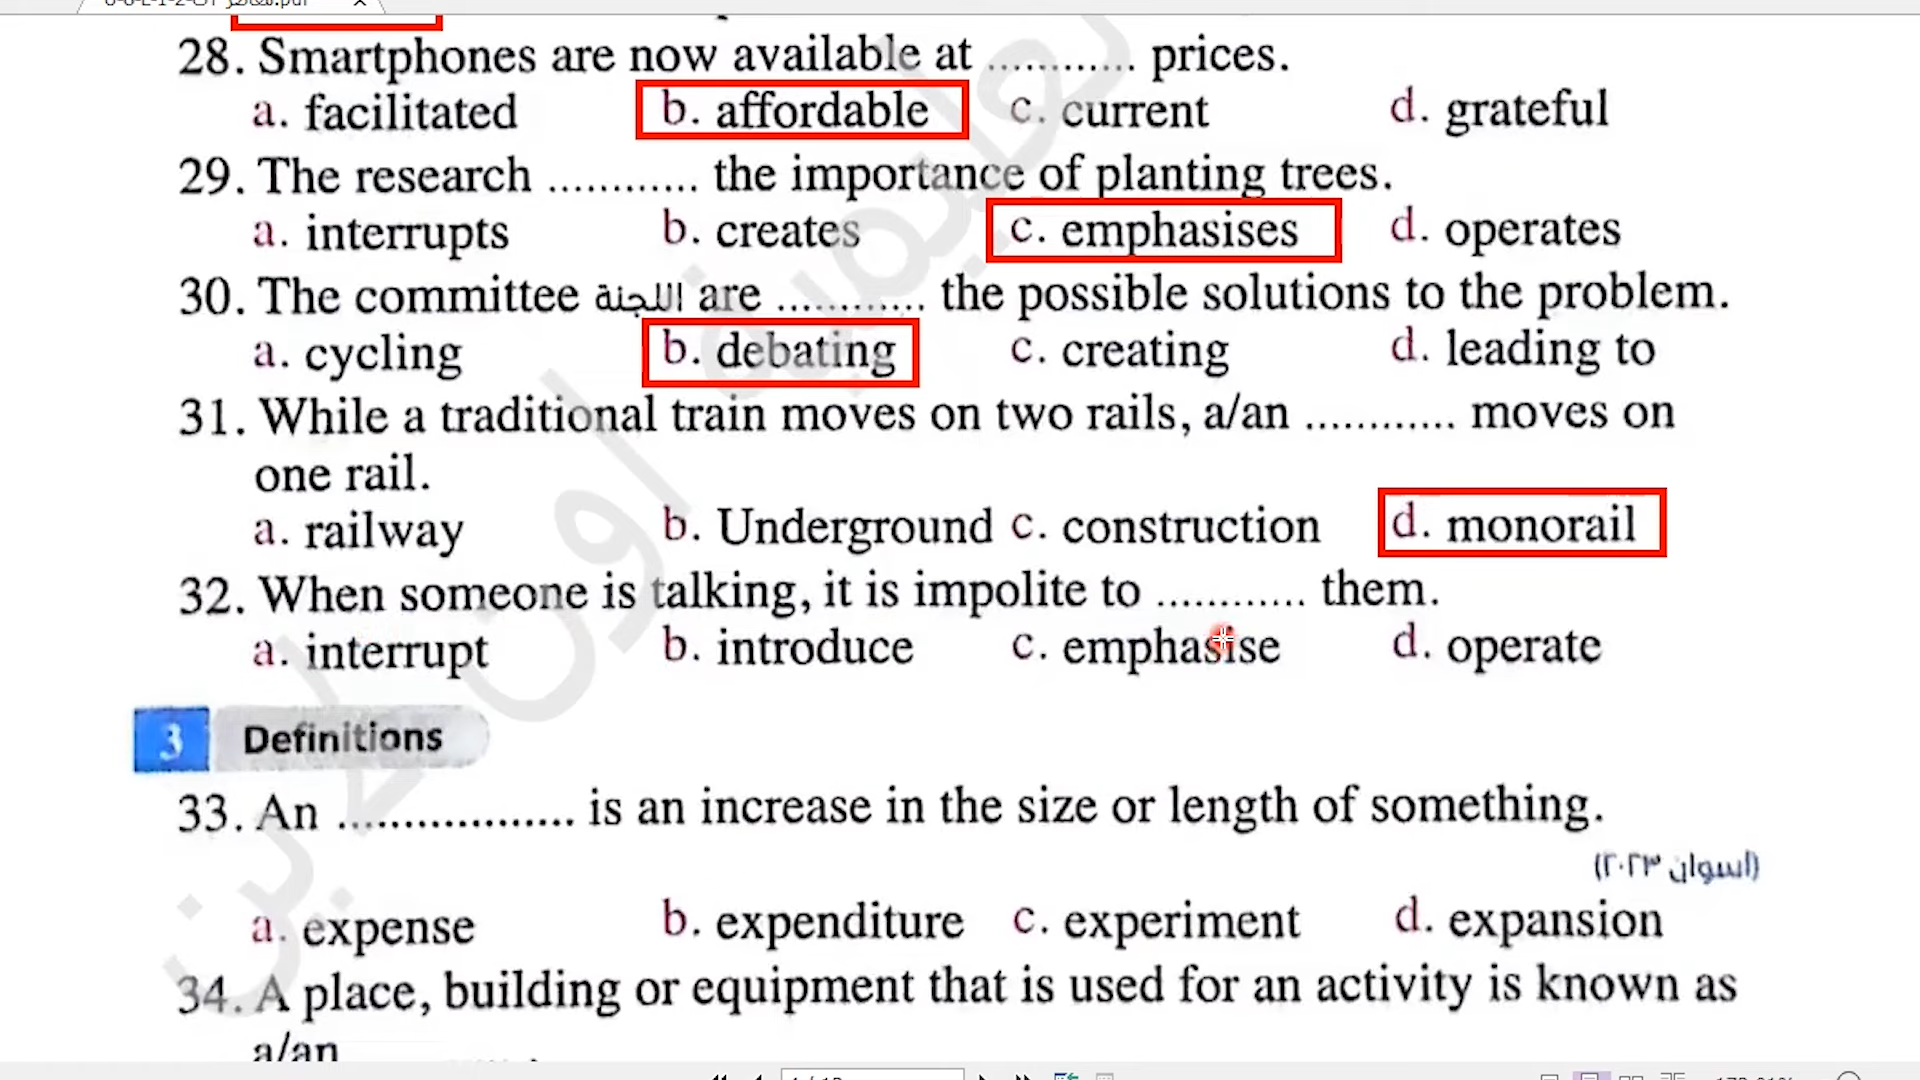 28. Smartphones are now available at ............ prices.
a. facilitated b. affordable c. current d. grateful
29. The research ............ the importance of planting trees.
a. interrupts b. creates c. emphasises d. operates
30. The committee اللجنة are ............ the possible solutions to the problem.
a. cycling b. debating c. creating d. leading to
31. While a traditional train moves on two rails, a/an ............ moves on
one rail.
a. railway b. Underground c. construction d. monorail
32. When someone is talking, it is impolite to ............ them.
a. interrupt b. introduce c. emphasise d. operate
3 Definitions
33. An .................. is an increase in the size or length of something.
(أسوان ٢٠٢٣)
a. expense b. expenditure c. experiment d. expansion
34. A place, building or equipment that is used for an activity is known as
a/an